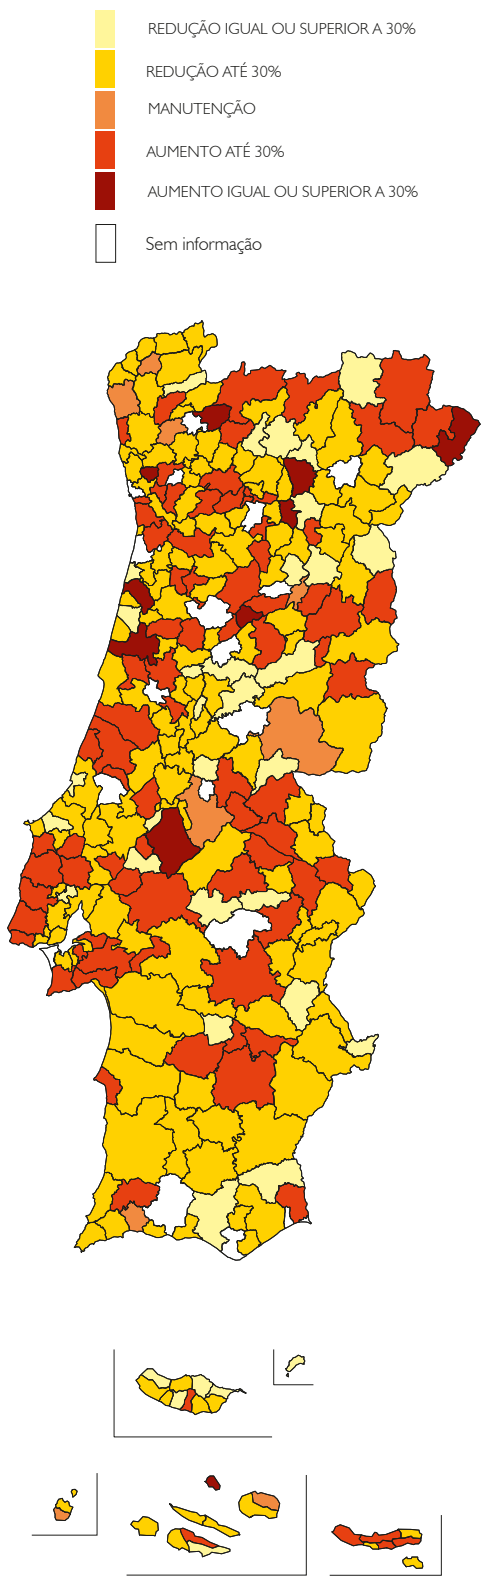 REDUÇÃO IGUAL OU SUPERIOR A 30%
REDUÇÃO ATÉ 30%
MANUTENÇÃO
AUMENTO ATÉ 30%
AUMENTO IGUAL OU SUPERIOR A 30%
Sem informação